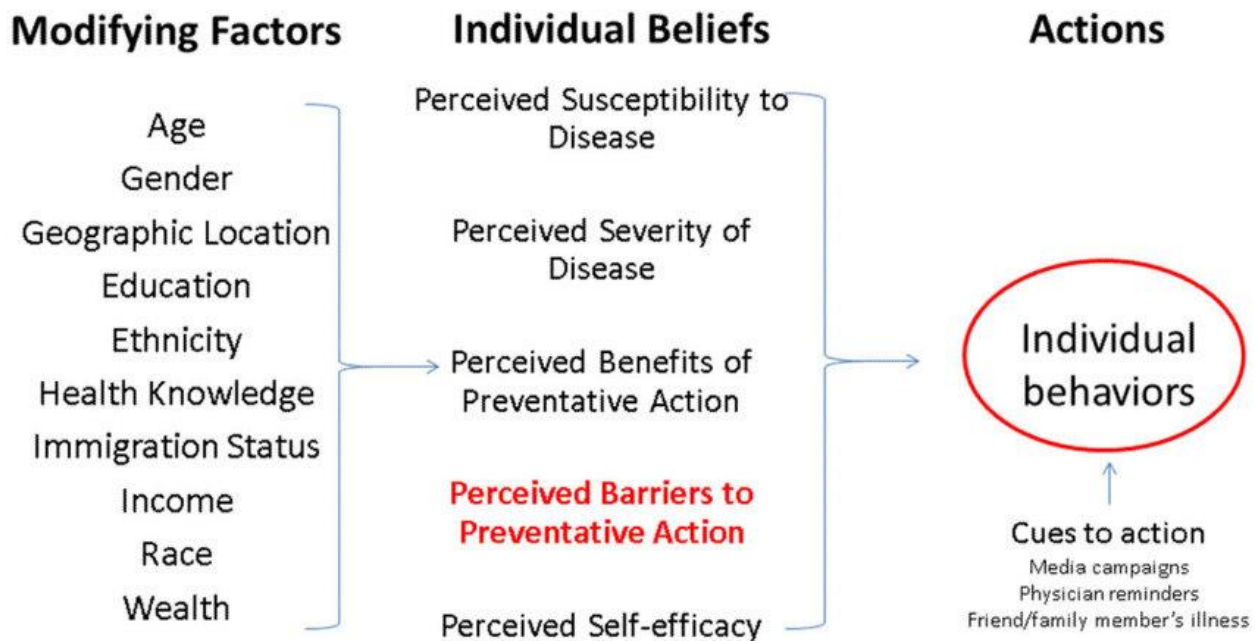 Modifying Factors
Age
Gender
Geographic Location
Education
Ethnicity
Health Knowledge
Immigration Status
Income
Race
Wealth
Individual Beliefs
Perceived Susceptibility to
Disease
Perceived Severity of
Disease
Perceived Benefits of
Preventative Action
Perceived Barriers to
Preventative Action
Perceived Self-efficacy
Actions
Individual
behaviors
Cues to action
Media campaigns
Physician reminders
Friend/family member's illness